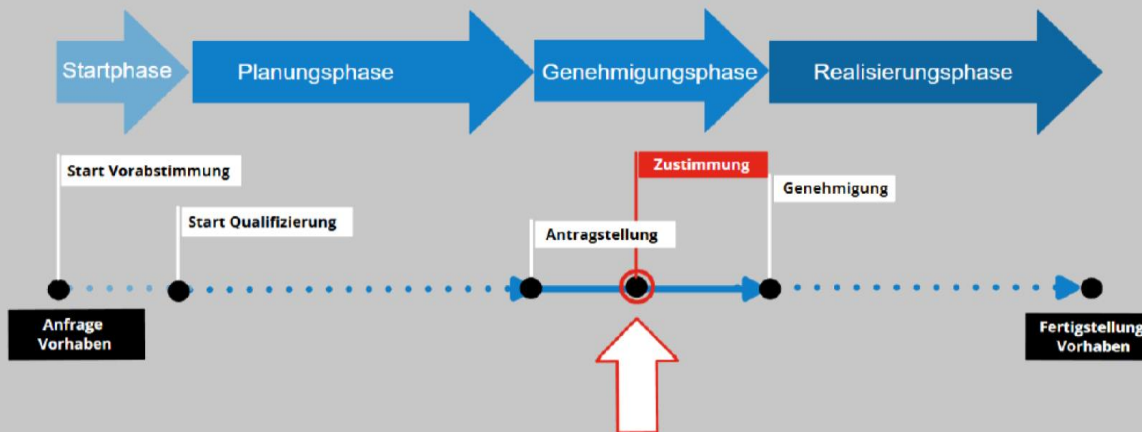 Startphase
Planungsphase
Genehmigungsphase
Realisierungsphase
Start Vorabstimmung
Zustimmung
Genehmigung
Start Qualifizierung
Antragstellung
Anfrage
Vorhaben
Fertigstellung
Vorhaben